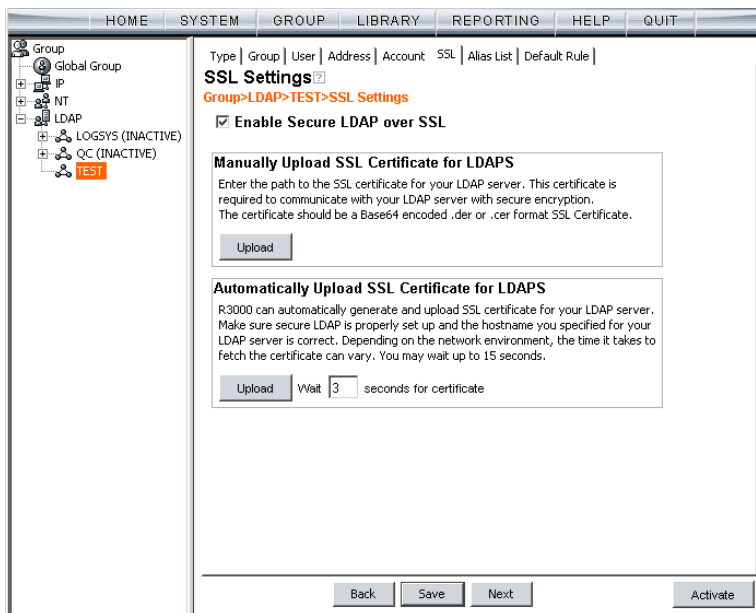 HOME SYSTEM GROUP LIBRARY REPORTING HELP QUIT
Group
Global Group
IP
NT
LDAP
LOGSYS (INACTIVE)
QC (INACTIVE)
TEST
Type | Group | User | Address | Account SSL | Alias List | Default Rule |
SSL Settings ?
Group>LDAP>TEST>SSL Settings
Enable Secure LDAP over SSL
Manually Upload SSL Certificate for LDAPS
Enter the path to the SSL certificate for your LDAP server. This certificate is
required to communicate with your LDAP server with secure encryption.
The certificate should be a Base64 encoded .der or .cer format SSL Certificate.
Upload
Automatically Upload SSL Certificate for LDAPS
R3000 can automatically generate and upload SSL certificate for your LDAP server.
Make sure secure LDAP is properly set up and the hostname you specified for your
LDAP server is correct. Depending on the network environment, the time it takes to
fetch the certificate can vary. You may wait up to 15 seconds.
Upload Wait 3 seconds for certificate
Back Save Next Activate